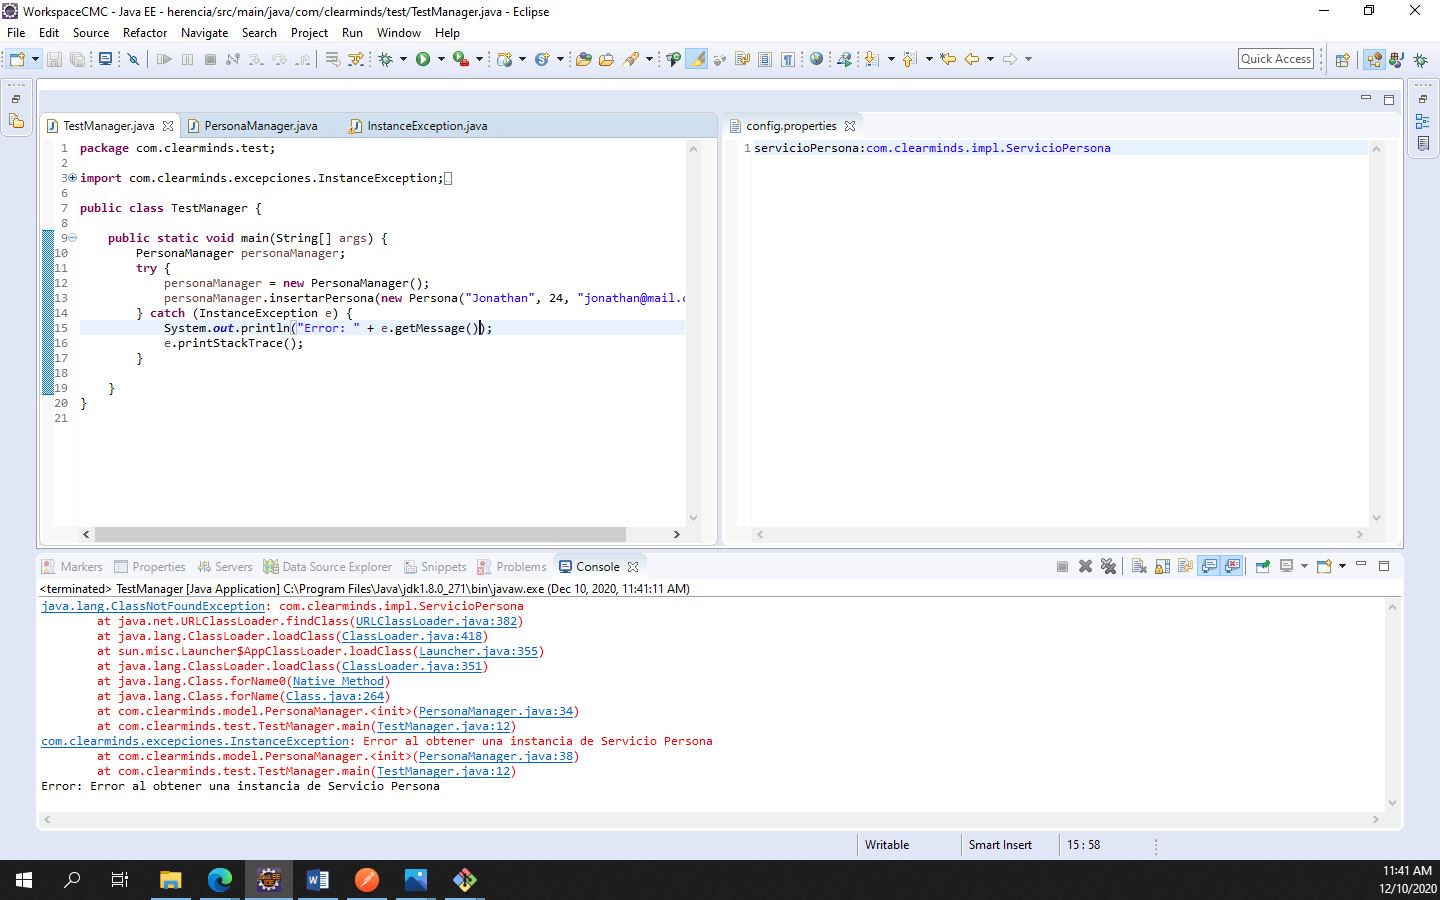 WorkspaceCMC - Java EE - herencia/src/main/java/com/clearminds/test/TestManager.java - Eclipse
File Edit Source Refactor Navigate Search Project Run Window Help
Quick Access
TestManager.java PersonaManager.java InstanceException.java
1 package com.clearminds.test;
2
3 import com.clearminds.excepciones.InstanceException;
6
7 public class TestManager {
8
9 public static void main(String[] args) {
10 PersonaManager personaManager;
11 try {
12 personaManager = new PersonaManager();
13 personaManager.insertarPersona(new Persona("Jonathan", 24, "jonathan@mail.c
14 } catch (InstanceException e) {
15 System.out.println("Error: " + e.getMessage());
16 e.printStackTrace();
17 }
18
19 }
20 }
21
config.properties
1 servicioPersona:com.clearminds.impl.ServicioPersona
Markers Properties Servers Data Source Explorer Snippets Problems Console
<terminated> TestManager [Java Application] C:\Program Files\Java\jdk1.8.0_271\bin\javaw.exe (Dec 10, 2020, 11:41:11 AM)
java.lang.ClassNotFoundException: com.clearminds.impl.ServicioPersona
at java.net.URLClassLoader.findClass(URLClassLoader.java:382)
at java.lang.ClassLoader.loadClass(ClassLoader.java:418)
at sun.misc.Launcher$AppClassLoader.loadClass(Launcher.java:355)
at java.lang.ClassLoader.loadClass(ClassLoader.java:351)
at java.lang.Class.forName0(Native Method)
at java.lang.Class.forName(Class.java:264)
at com.clearminds.model.PersonaManager.<init>(PersonaManager.java:34)
at com.clearminds.test.TestManager.main(TestManager.java:12)
com.clearminds.excepciones.InstanceException: Error al obtener una instancia de Servicio Persona
at com.clearminds.model.PersonaManager.<init>(PersonaManager.java:38)
at com.clearminds.test.TestManager.main(TestManager.java:12)
Error: Error al obtener una instancia de Servicio Persona
Writable Smart Insert 15 : 58
11:41 AM
12/10/2020